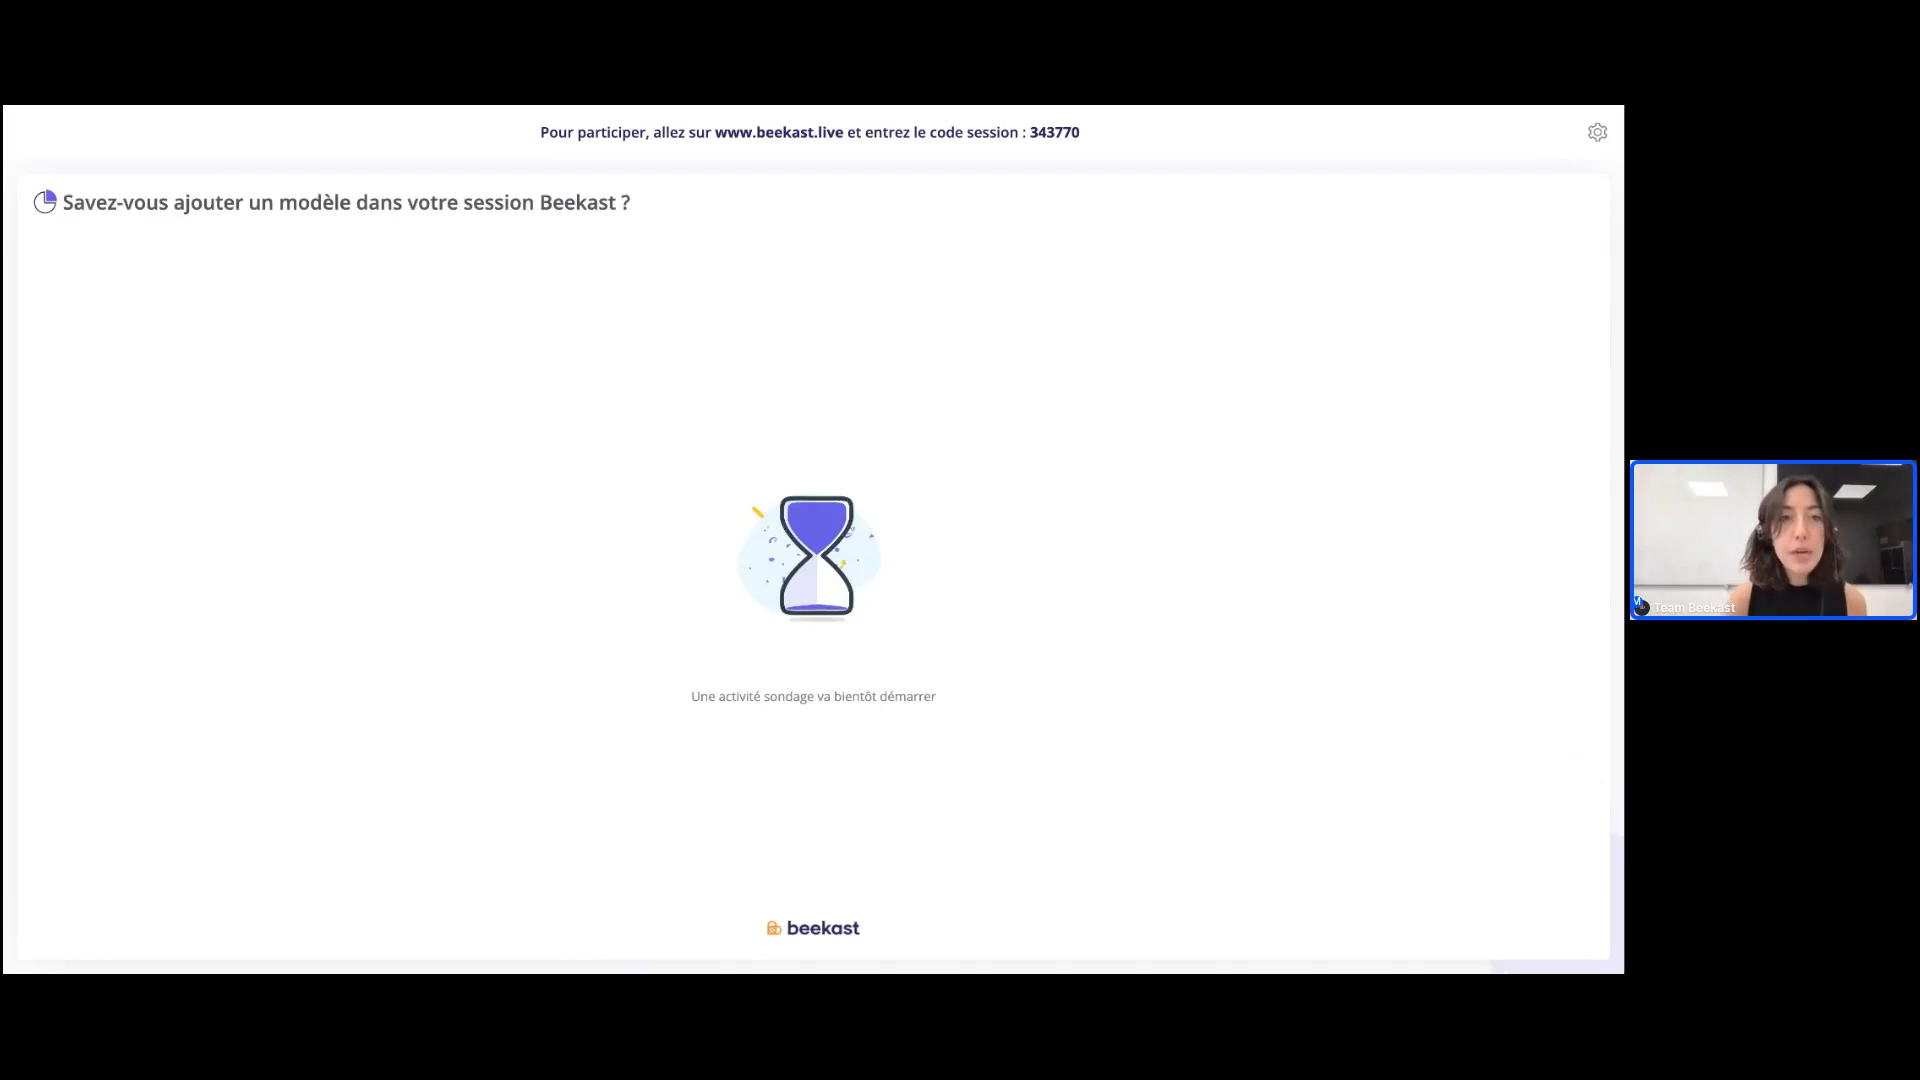 Pour participer, allez sur www.beekast.live et entrez le code session : 343770
Savez-vous ajouter un modèle dans votre session Beekast ?
Une activité sondage va bientôt démarrer
beekast
Team Beekast